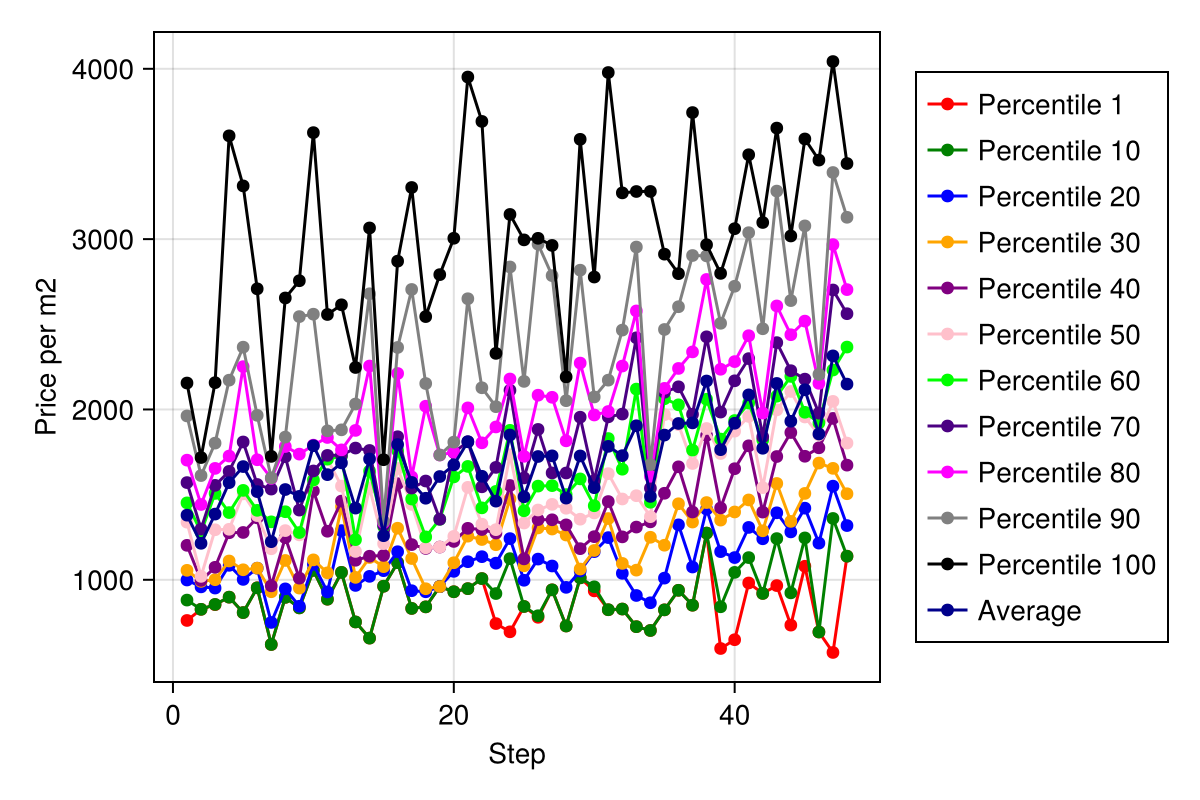 4000
3000
2000
1000
Price per m2
0
20
40
Step
Percentile 1
Percentile 10
Percentile 20
Percentile 30
Percentile 40
Percentile 50
Percentile 60
Percentile 70
Percentile 80
Percentile 90
Percentile 100
Average